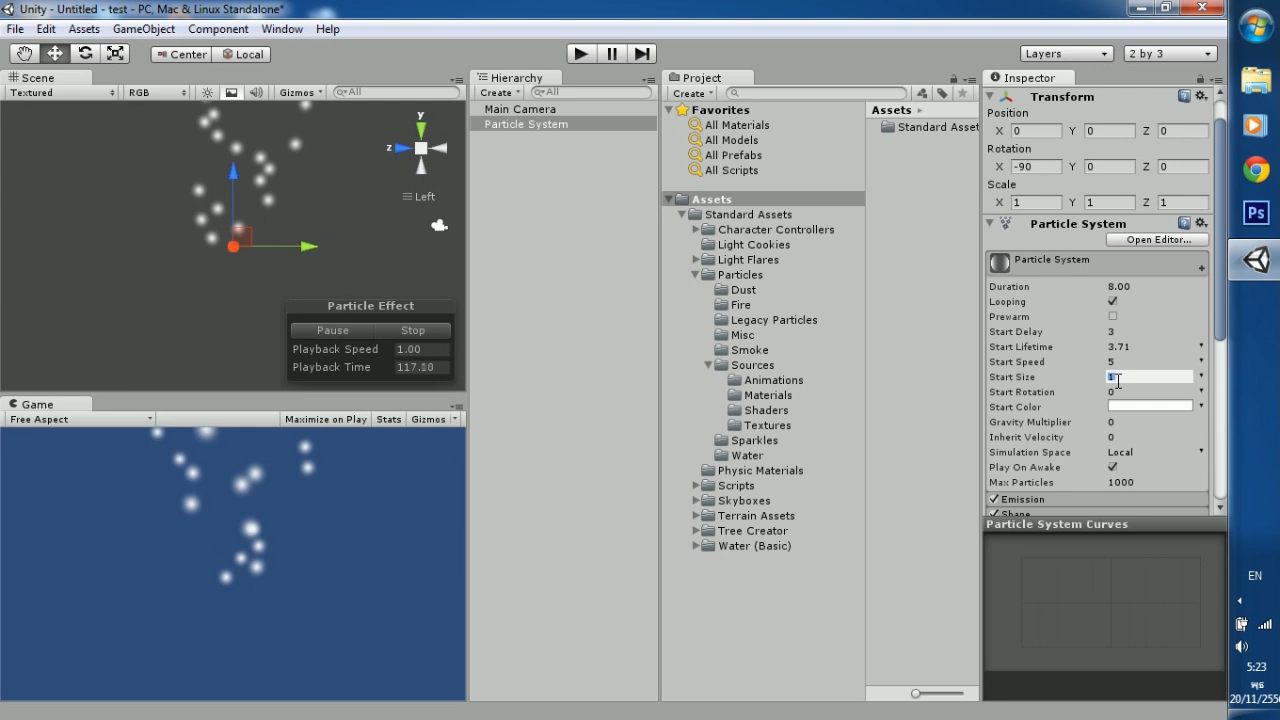 Unity - Untitled - test - PC, Mac & Linux Standalone*
File Edit Assets GameObject Component Window Help
Center Local
Layers 2 by 3
Scene
Textured RGB Gizmos All
y
z
Left
Particle Effect
Pause Stop
Playback Speed 1.00
Playback Time
Game
Free Aspect Maximize on Play Stats Gizmos
Hierarchy
Create All
Main Camera
Particle System
Project
Create
Favorites
All Materials
All Models
All Prefabs
All Scripts
Assets
Standard Assets
Character Controllers
Light Cookies
Light Flares
Particles
Dust
Fire
Legacy Particles
Misc
Smoke
Sources
Animations
Materials
Shaders
Textures
Sparkles
Water
Physic Materials
Scripts
Skyboxes
Terrain Assets
Tree Creator
Water (Basic)
Assets
Standard Asset
Inspector
Transform
Position
X 0 Y 0 Z 0
Rotation
X -90 Y 0 Z 0
Scale
X 1 Y 1 Z 1
Particle System
Open Editor...
Particle System
Duration 8.00
Looping
Prewarm
Start Delay 3
Start Lifetime 3.71
Start Speed 5
Start Size 1
Start Rotation 0
Start Color
Gravity Multiplier 0
Inherit Velocity 0
Simulation Space Local
Play On Awake
Max Particles 1000
Emission
Shape
Particle System Curves
Ps
EN
5:23
พุธ